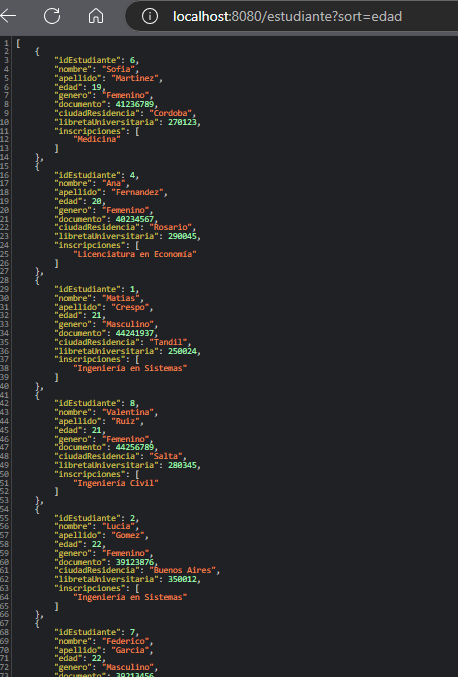 localhost:8080/estudiante?sort=edad
1 [
2 {
3 "idEstudiante": 6,
4 "nombre": "Sofia",
5 "apellido": "Martinez",
6 "edad": 19,
7 "genero": "Femenino",
8 "documento": 41236789,
9 "ciudadResidencia": "Cordoba",
10 "libretaUniversitaria": 270123,
11 "inscripciones": [
12 "Medicina"
13 ]
14 },
15 {
16 "idEstudiante": 4,
17 "nombre": "Ana",
18 "apellido": "Fernandez",
19 "edad": 20,
20 "genero": "Femenino",
21 "documento": 40234567,
22 "ciudadResidencia": "Rosario",
23 "libretaUniversitaria": 290045,
24 "inscripciones": [
25 "Licenciatura en Economía"
26 ]
27 },
28 {
29 "idEstudiante": 1,
30 "nombre": "Matias",
31 "apellido": "Crespo",
32 "edad": 21,
33 "genero": "Masculino",
34 "documento": 44241937,
35 "ciudadResidencia": "Tandil",
36 "libretaUniversitaria": 250024,
37 "inscripciones": [
38 "Ingeniería en Sistemas"
39 ]
40 },
41 {
42 "idEstudiante": 8,
43 "nombre": "Valentina",
44 "apellido": "Ruiz",
45 "edad": 21,
46 "genero": "Femenino",
47 "documento": 44256789,
48 "ciudadResidencia": "Salta",
49 "libretaUniversitaria": 280345,
50 "inscripciones": [
51 "Ingeniería Civil"
52 ]
53 },
54 {
55 "idEstudiante": 2,
56 "nombre": "Lucia",
57 "apellido": "Gomez",
58 "edad": 22,
59 "genero": "Femenino",
60 "documento": 39123876,
61 "ciudadResidencia": "Buenos Aires",
62 "libretaUniversitaria": 350012,
63 "inscripciones": [
64 "Ingeniería en Sistemas"
65 ]
66 },
67 {
68 "idEstudiante": 7,
69 "nombre": "Federico",
70 "apellido": "Garcia",
71 "edad": 22,
72 "genero": "Masculino",
73 "documento": 39213456,